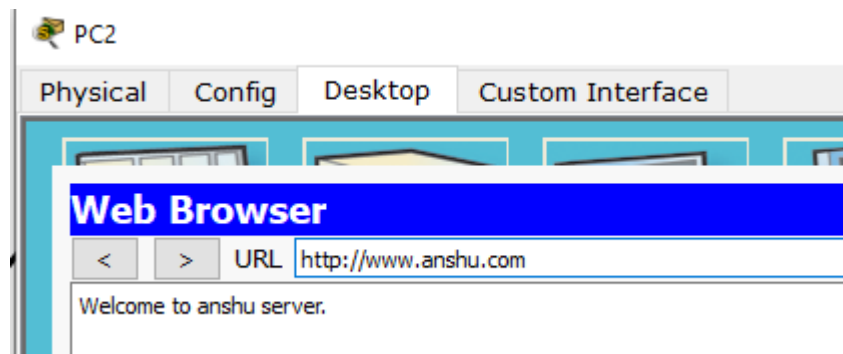 PC2
Physical Config Desktop Custom Interface
Web Browser
< > URL http://www.anshu.com
Welcome to anshu server.